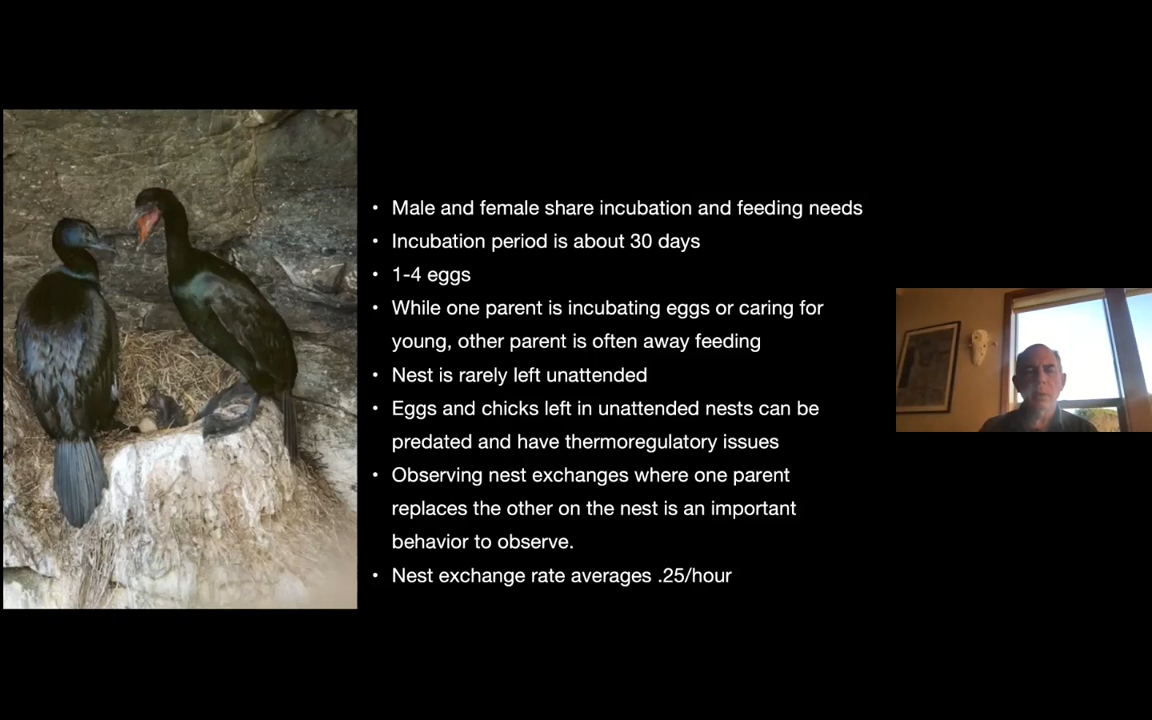 • Male and female share incubation and feeding needs
• Incubation period is about 30 days
• 1-4 eggs
• While one parent is incubating eggs or caring for
young, other parent is often away feeding
• Nest is rarely left unattended
• Eggs and chicks left in unattended nests can be
predated and have thermoregulatory issues
• Observing nest exchanges where one parent
replaces the other on the nest is an important
behavior to observe.
• Nest exchange rate averages .25/hour